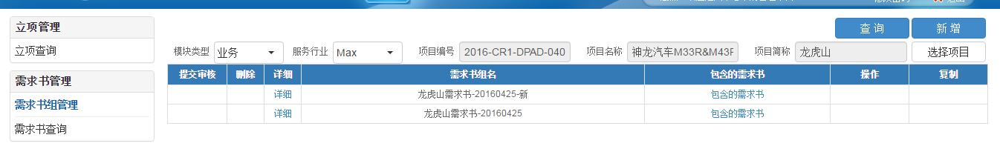 立项管理
立项查询
需求书管理
需求书组管理
需求书查询
查 询 新 增
模块类型 业务 服务行业 Max 项目编号 2016-CR1-DPAD-040 项目名称 神龙汽车M33R&M43F 项目简称 龙虎山 选择项目
提交审核 删除 详细 需求书组名 包含的需求书 操作 复制
详细 龙虎山需求书-20160425-新 包含的需求书
详细 龙虎山需求书-20160425 包含的需求书